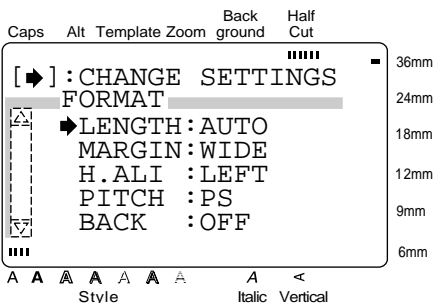 Back Half
Caps Alt Template Zoom ground Cut
36mm
[➧]:CHANGE SETTINGS
FORMAT
24mm
➧LENGTH:AUTO
18mm
MARGIN:WIDE
H.ALI :LEFT
12mm
PITCH :PS
9mm
BACK :OFF
6mm
A A A A A A A A A
Style Italic Vertical